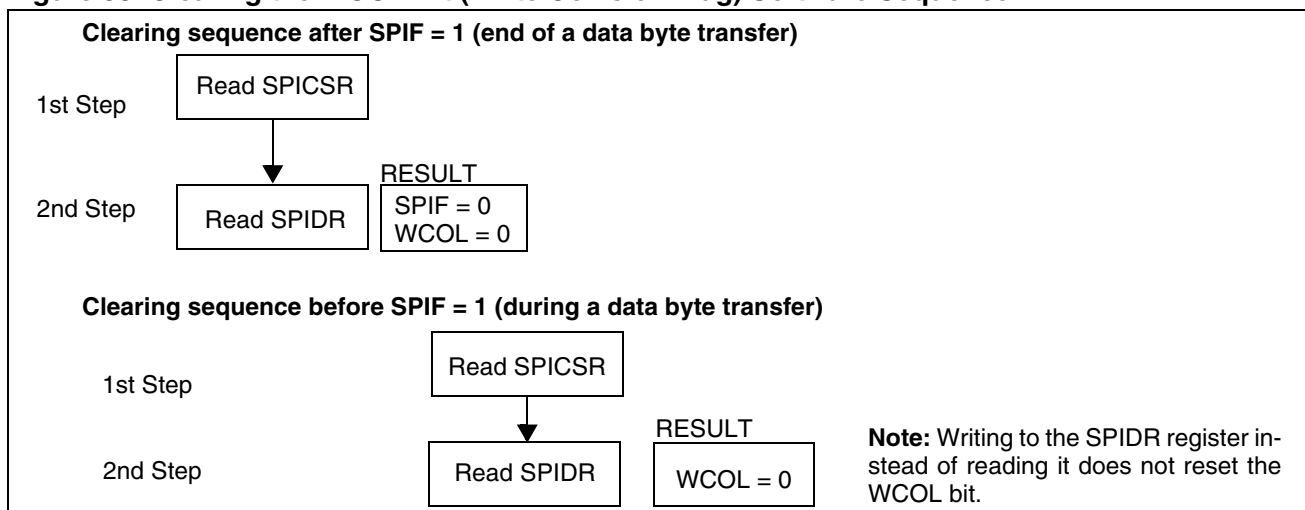 Clearing sequence after SPIF = 1 (end of a data byte transfer)
Read SPICSR
1st Step
RESULT
2nd Step
Read SPIDR
SPIF = 0
WCOL = 0
Clearing sequence before SPIF = 1 (during a data byte transfer)
Read SPICSR
1st Step
RESULT
2nd Step
Read SPIDR
WCOL = 0
Note: Writing to the SPIDR register in-
stead of reading it does not reset the
WCOL bit.